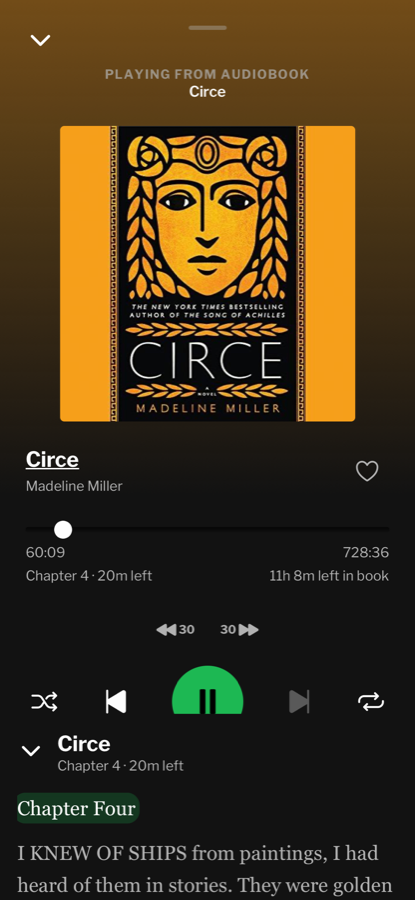 PLAYING FROM AUDIOBOOK
Circe
THE NEW YORK TIMES BESTSELLING
AUTHOR OF THE SONG OF ACHILLES
CIRCE
A
NOVEL
MADELINE MILLER
Circe
Madeline Miller
60:09
728:36
Chapter 4 · 20m left
11h 8m left in book
30
30
Circe
Chapter 4 · 20m left
Chapter Four
I KNEW OF SHIPS from paintings, I had
heard of them in stories. They were golden